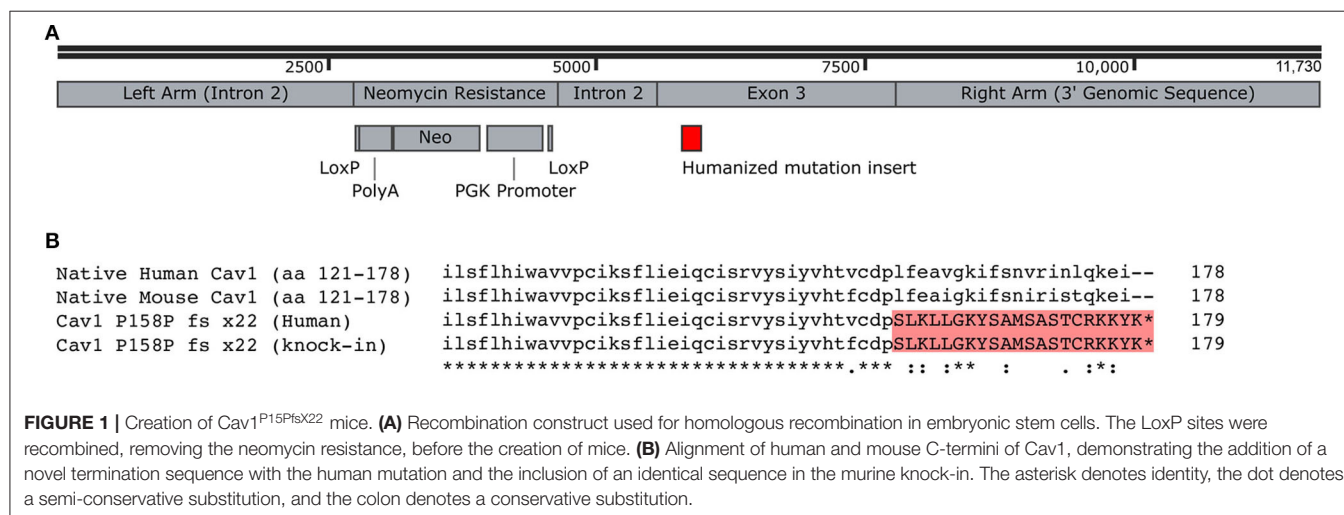 A
2500 5000 7500 10,000 11,730
Left Arm (Intron 2) Neomycin Resistance Intron 2 Exon 3 Right Arm (3' Genomic Sequence)
Neo
LoxP LoxP Humanized mutation insert
PolyA PGK Promoter
B
Native Human Cav1 (aa 121-178) ilsflhiwavvpciksflieiqcisrvysiyvhtvcdplfeavgkifsnvrinlqkei-- 178
Native Mouse Cav1 (aa 121-178) ilsflhiwavvpciksflieiqcisrvysiyvhtfcdplfeaigkifsniristqkei-- 178
Cav1 P158P fs x22 (Human) ilsflhiwavvpciksflieiqcisrvysiyvhtvcdpSLKLLGKYSAMSASTCRKKYK* 179
Cav1 P158P fs x22 (knock-in) ilsflhiwavvpciksflieiqcisrvysiyvhtfcdpSLKLLGKYSAMSASTCRKKYK* 179
**********************************.*** :: :** : . :*:
FIGURE 1 | Creation of Cav1P15PfsX22 mice. (A) Recombination construct used for homologous recombination in embryonic stem cells. The LoxP sites were
recombined, removing the neomycin resistance, before the creation of mice. (B) Alignment of human and mouse C-termini of Cav1, demonstrating the addition of a
novel termination sequence with the human mutation and the inclusion of an identical sequence in the murine knock-in. The asterisk denotes identity, the dot denotes
a semi-conservative substitution, and the colon denotes a conservative substitution.